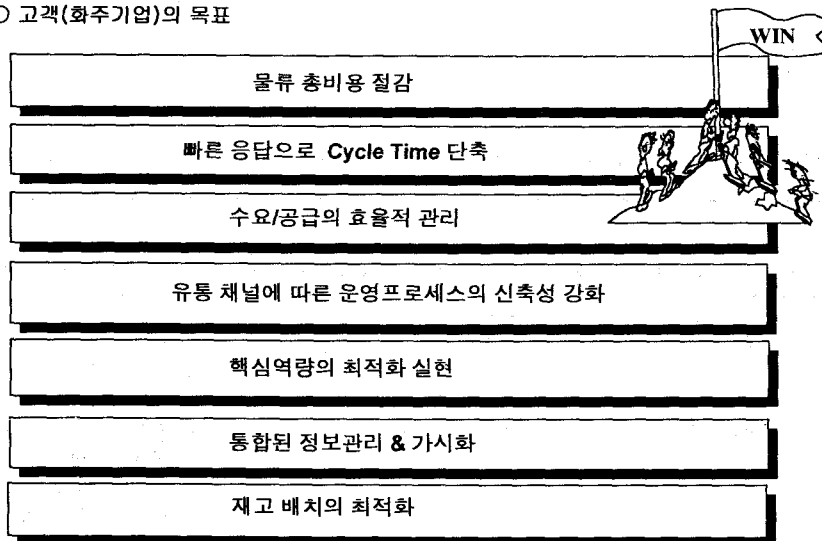 ○ 고객(화주기업)의 목표
WIN
물류 총비용 절감
빠른 응답으로 Cycle Time 단축
수요/공급의 효율적 관리
유통 채널에 따른 운영프로세스의 신축성 강화
핵심역량의 최적화 실현
통합된 정보관리 & 가시화
재고 배치의 최적화